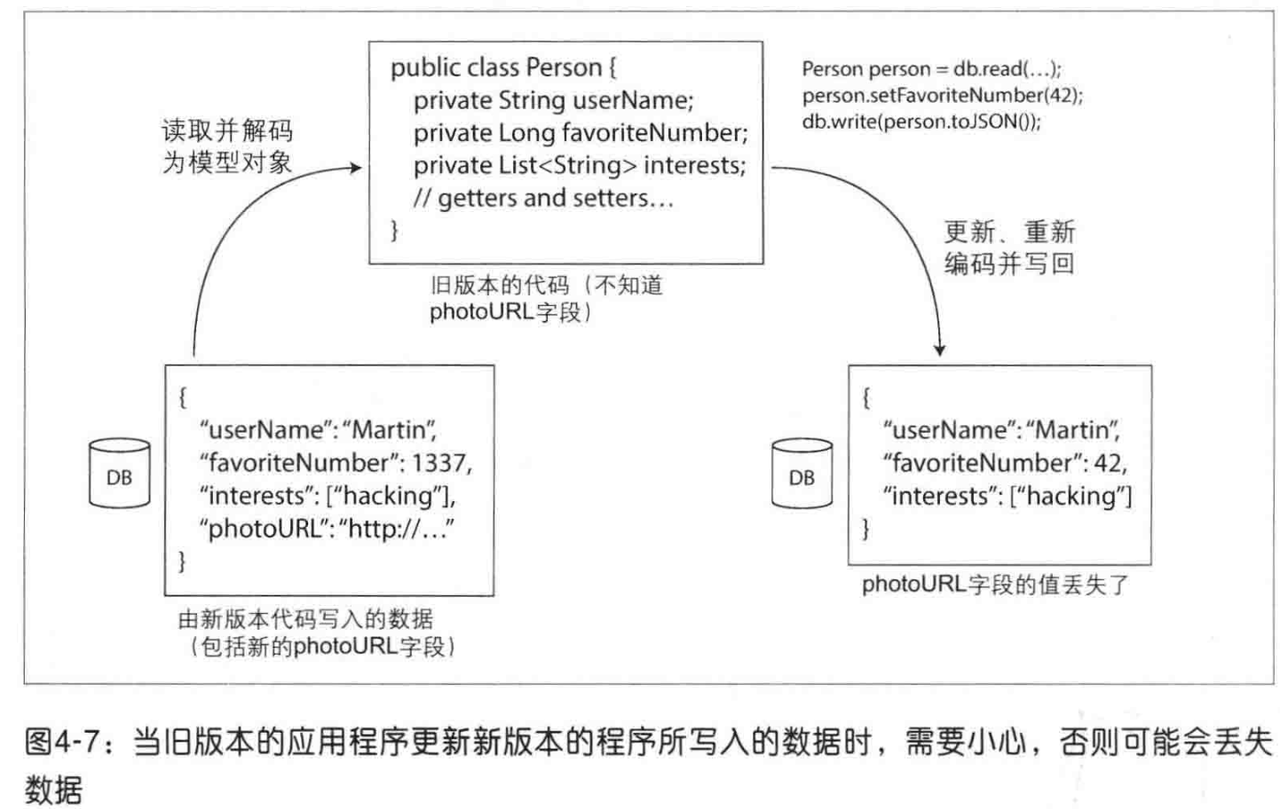 public class Person {
private String userName;
private Long favoriteNumber;
private List<String> interests;
// getters and setters…
}
Person person = db.read(…);
person.setFavoriteNumber(42);
db.write(person.toJSON());
读取并解码
为模型对象
更新、重新
编码并写回
旧版本的代码（不知道
photoURL字段）
DB
{
“userName”: “Martin”,
“favoriteNumber”: 1337,
“interests”: [“hacking”],
“photoURL”: “http://…”
}
由新版本代码写入的数据
（包括新的photoURL字段）
DB
{
“userName”: “Martin”,
“favoriteNumber”: 42,
“interests”: [“hacking”]
}
photoURL字段的值丢失了
图4-7：当旧版本的应用程序更新新版本的程序所写入的数据时，需要小心，否则可能会丢失
数据